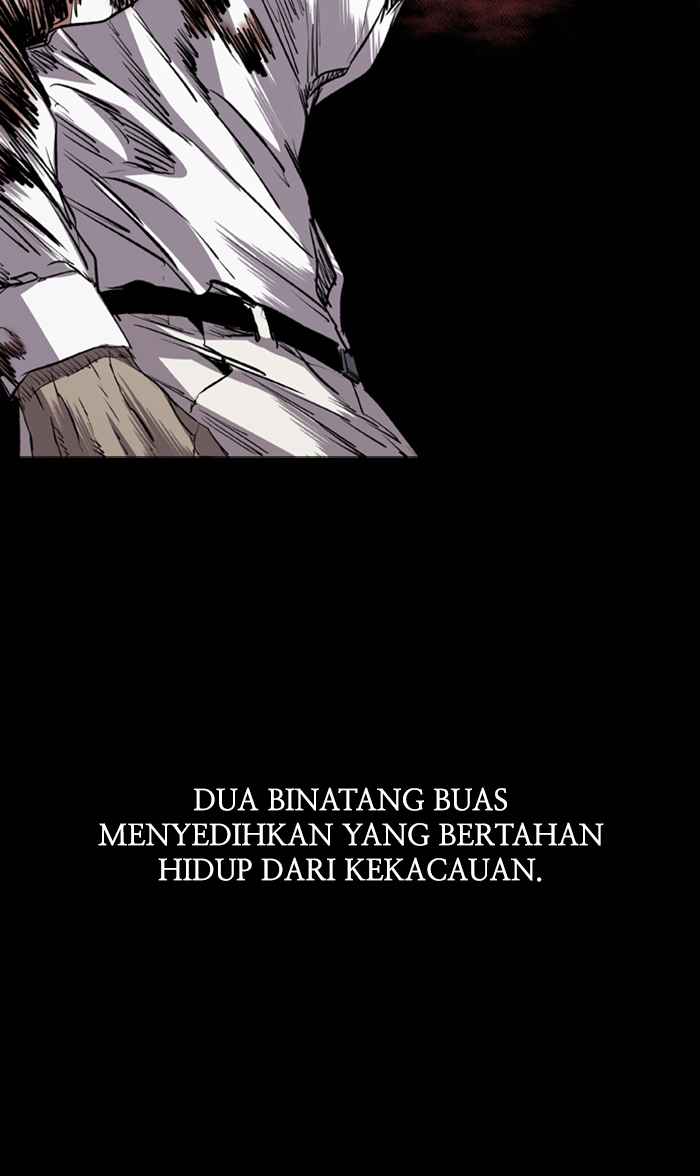 DUA BINATANG BUAS
MENYEDIHKAN YANG BERTAHAN
HIDUP DARI KEKACAUAN.